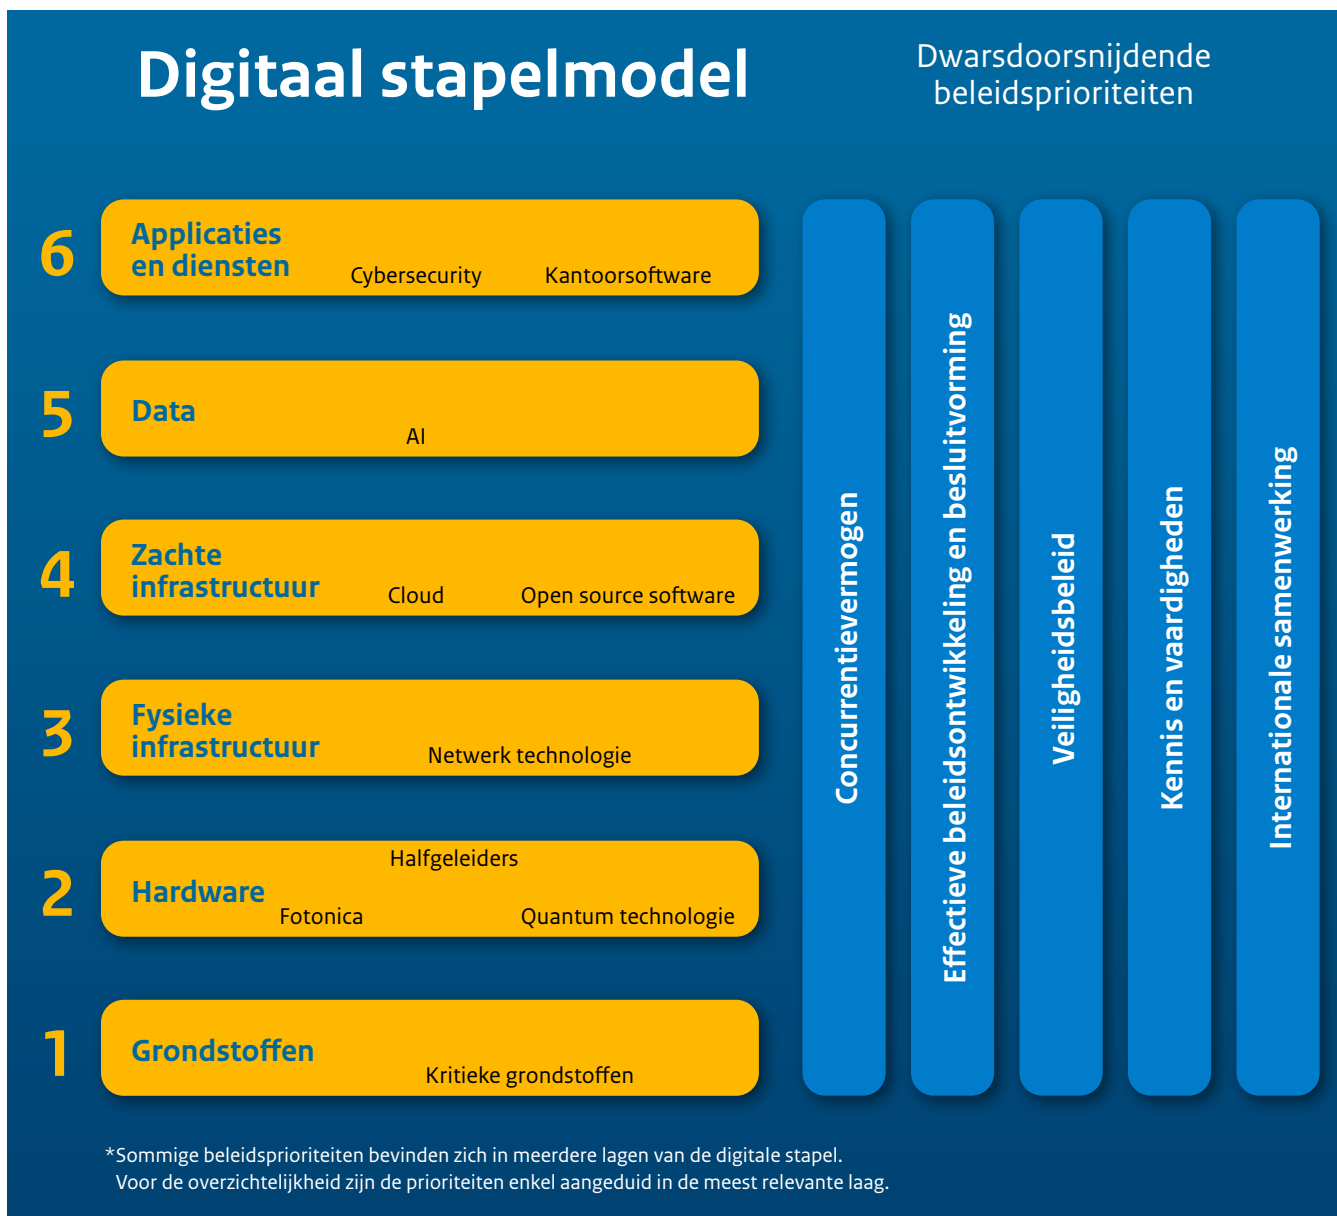 Digitaal stapelmodel
Dwarsdoorsnijdende
beleidsprioriteiten
6
Applicaties
en diensten
Cybersecurity
Kantoorsoftware
5
Data
AI
4
Zachte
infrastructuur
Cloud
Open source software
3
Fysieke
infrastructuur
Netwerk technologie
2
Halfgeleiders
Hardware
Fotonica
Quantum technologie
1
Grondstoffen
Kritieke grondstoffen
Concurrentievermogen
Effectieve beleidsontwikkeling en besluitvorming
Veiligheidsbeleid
Kennis en vaardigheden
Internationale samenwerking
*Sommige beleidsprioriteiten bevinden zich in meerdere lagen van de digitale stapel.
Voor de overzichtelijkheid zijn de prioriteiten enkel aangeduid in de meest relevante laag.